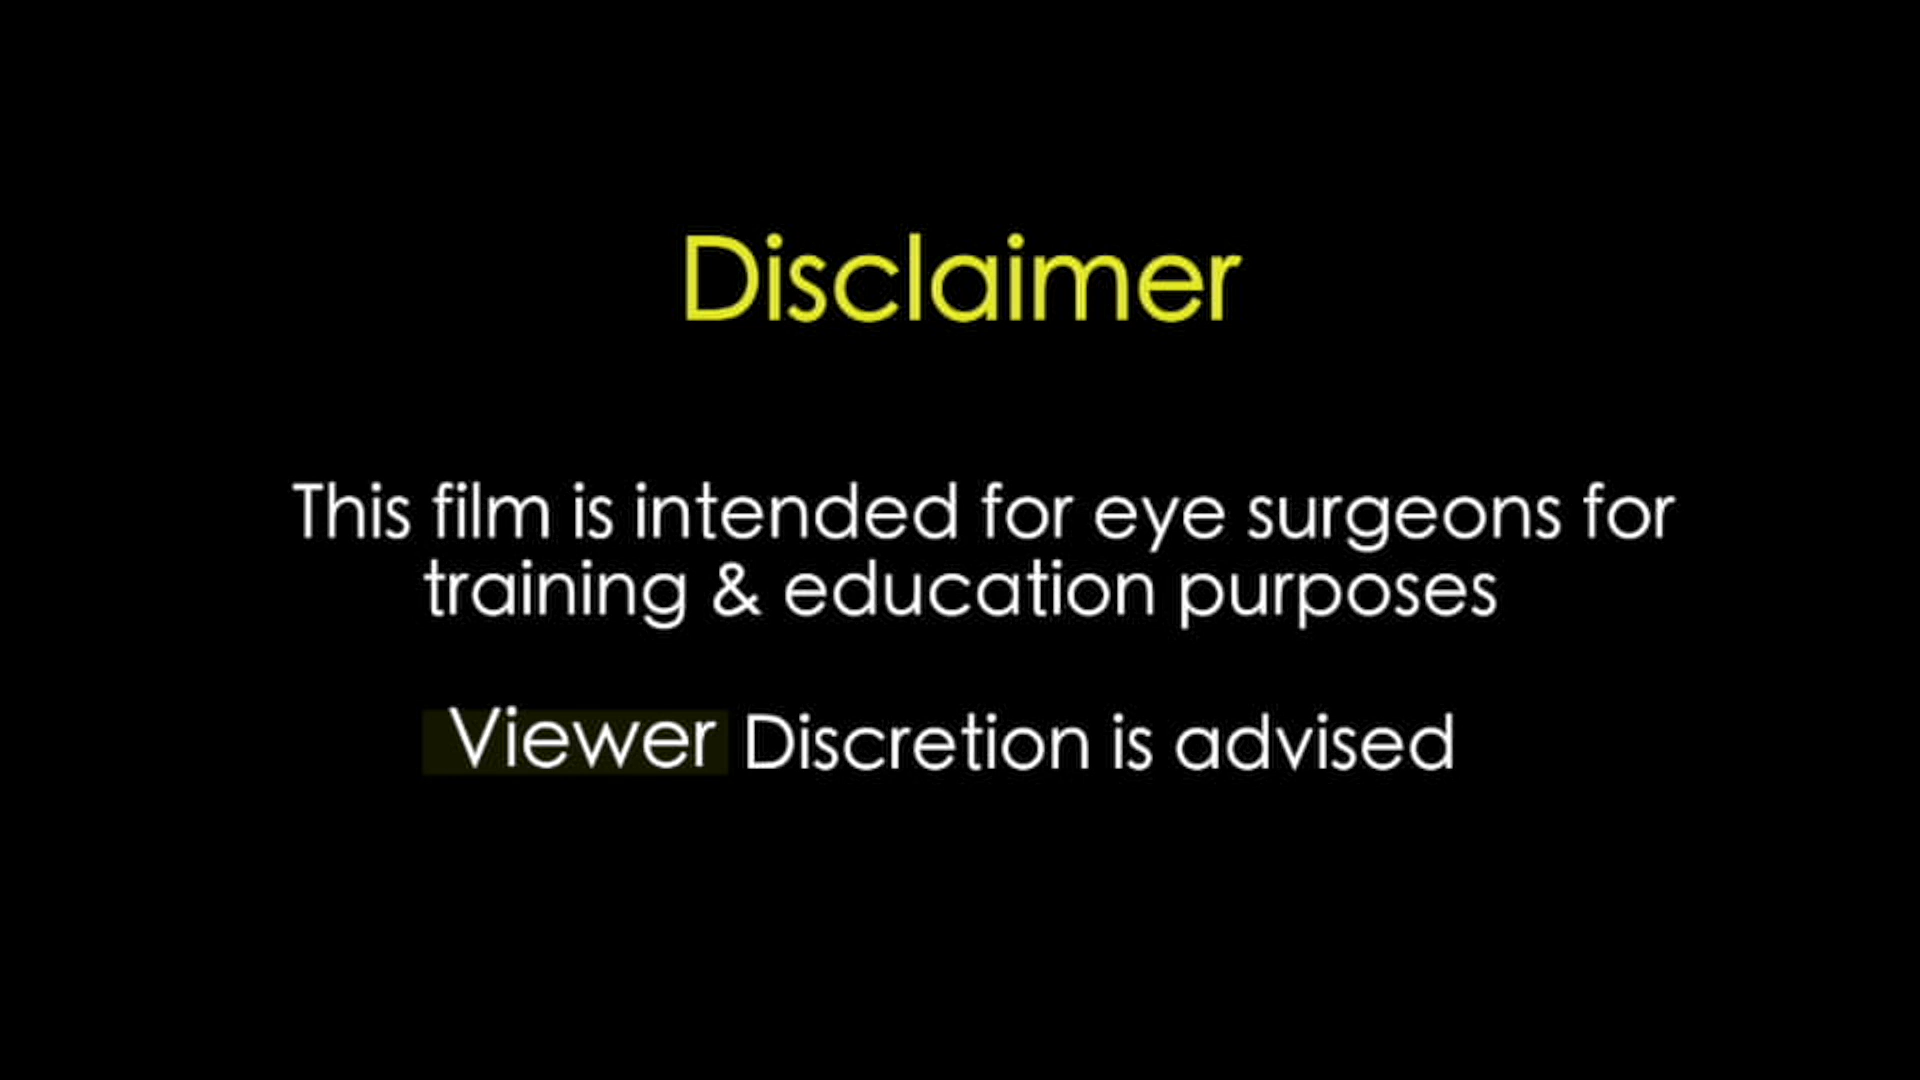 Disclaimer
This film is intended for eye surgeons for
training & education purposes
Viewer Discretion is advised